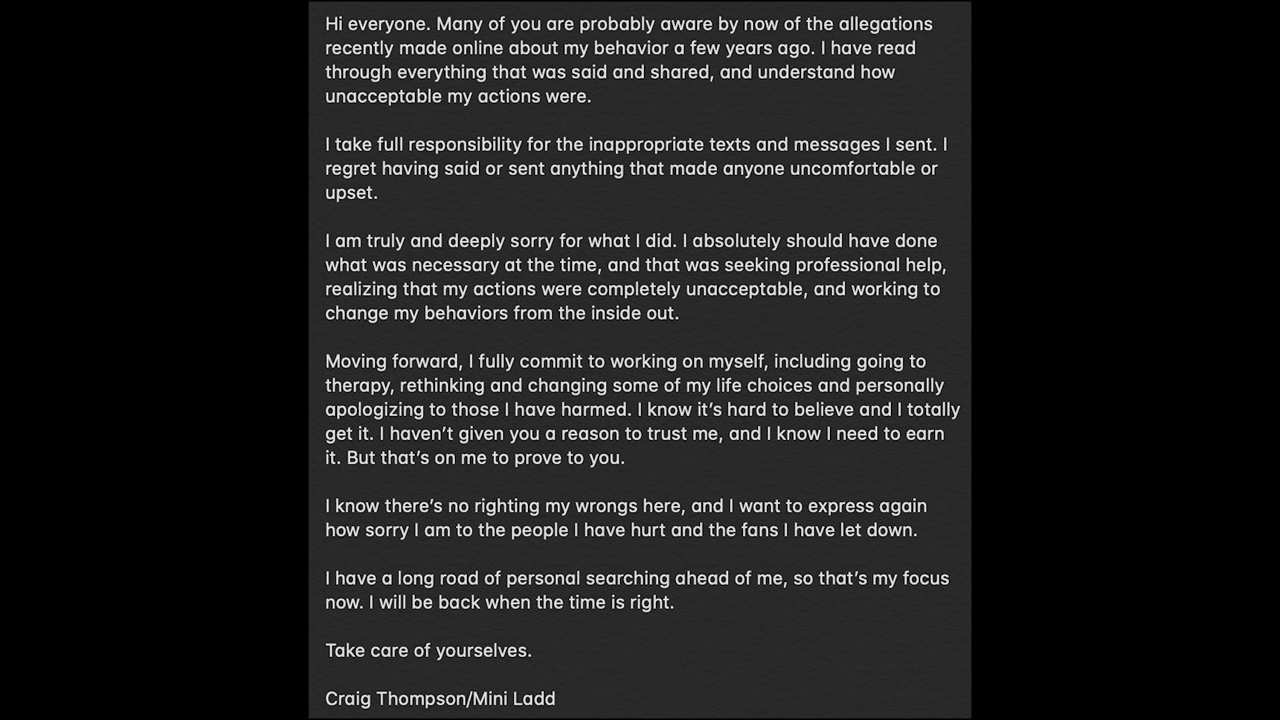 Hi everyone. Many of you are probably aware by now of the allegations
recently made online about my behavior a few years ago. I have read
through everything that was said and shared, and understand how
unacceptable my actions were.
I take full responsibility for the inappropriate texts and messages I sent. I
regret having said or sent anything that made anyone uncomfortable or
upset.
I am truly and deeply sorry for what I did. I absolutely should have done
what was necessary at the time, and that was seeking professional help,
realizing that my actions were completely unacceptable, and working to
change my behaviors from the inside out.
Moving forward, I fully commit to working on myself, including going to
therapy, rethinking and changing some of my life choices and personally
apologizing to those I have harmed. I know it’s hard to believe and I totally
get it. I haven’t given you a reason to trust me, and I know I need to earn
it. But that’s on me to prove to you.
I know there’s no righting my wrongs here, and I want to express again
how sorry I am to the people I have hurt and the fans I have let down.
I have a long road of personal searching ahead of me, so that’s my focus
now. I will be back when the time is right.
Take care of yourselves.
Craig Thompson/Mini Ladd